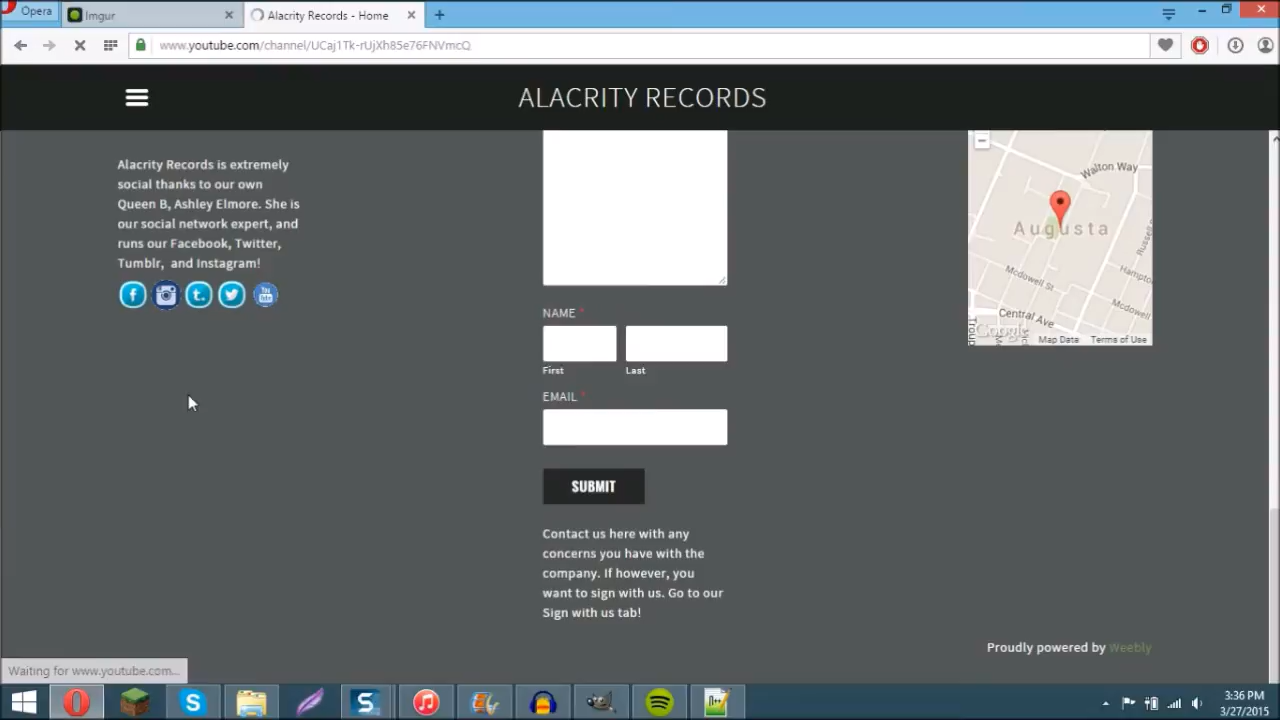 Opera
Imgur
Alacrity Records - Home
www.youtube.com/channel/UCaj1Tk-rUjXh85e76FNVmcQ
ALACRITY RECORDS
Alacrity Records is extremely
social thanks to our own
Queen B, Ashley Elmore. She is
our social network expert, and
runs our Facebook, Twitter,
Tumblr, and Instagram!
NAME *
First
Last
EMAIL *
SUBMIT
Contact us here with any
concerns you have with the
company. If however, you
want to sign with us. Go to our
Sign with us tab!
Walton Way
Augusta
Mcdowell St
Central Ave
Mcdowell
Google
Map Data
Terms of Use
Proudly powered by Weebly
Waiting for www.youtube.com...
3:36 PM
3/27/2015